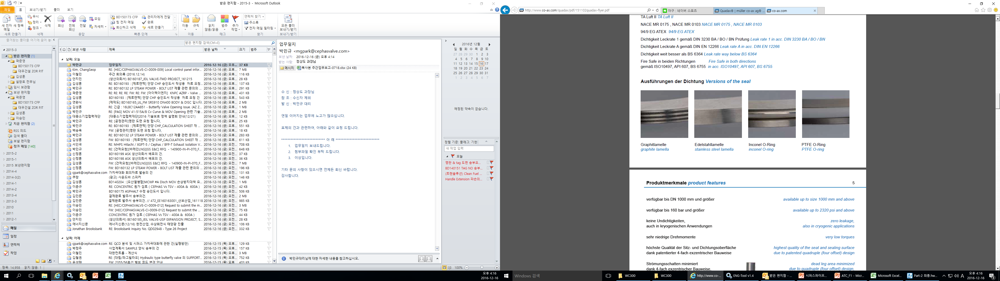 받은 편지함 - 2015-3 - Microsoft Outlook
파일 홈 보내기/받기 폴더 보기
새 전자 메일
새 항목
무시
정리
정크
삭제
회신
전체 회신
전달
모임
자세히
BD150173 CFP
팀 전자 메일
회신하고 삭제
관리자에게 전달
완료
새로 만들기
이동
규칙
읽지 않음/읽음
범주
추가 작업
연락처 찾기
주소록
전자 메일 필터링
모든 폴더 보내기/받기
새로 만들기 삭제 응답 빠른 단계 이동 태그 찾기 보내기/받기
즐겨찾는 폴더를 여기에 끌어 놓
2015-3
받은 편지함 (1)
곽준영
BD150173 CFP
대우건설 ZOR PJT
김성훈
설창호 전무님
임시 보관함
보낸 편지함
곽준영
BD150173 CFP
대우건설 ZOR PJT
김성훈
이승민
지운 편지함 (2)
RSS 피드
검색 폴더
보낼 편지함
정크 메일 [140]
2015-2
2015-1
2015 보낸편지함
2014-4
2014-3(2)
2014-1
2014-2
2013-4
2013-3
2010
2011
2012-1
메일
일정
연락처
작업
받은 편지함 검색(Ctrl+E)
보낸 사람 제목 받은 날짜 크기 범주
날짜: 오늘
박민규 업무일지 2016-12-16 (금) 오후... 37 KB
Kim, ChangSeop RE: [HEC/CEPHASVALVE-CI-0009-009] Local control panel infor... 2016-12-16 (금) 오후... 7 MB
이철민 주간 회의록 (2016.12.14) 2016-12-16 (금) 오후... 116 KB
안지민 (생산의뢰서) BE160187_JEIL VALVE-TMD PROJECT_161215 2016-12-16 (금) 오후... 28 KB
김성훈 RE: BD160193 : [제로엔텍] 안양 CHP 승인도서 작성용 자료 요청... 2016-12-16 (금) 오후... 137 KB
박민규 RE: BD160132 LP STEAM POWER - BOLT LIST 제출 관련 문의의 ... 2016-12-16 (금) 오후... 291 KB
곽준영 RE: RE: RE: RE: FW: RE: FW: [아이펙이엔지] KNPC AZRP - Valve ... 2016-12-16 (금) 오후... 431 KB
김성훈 BD160193 : [제로엔텍] 안양 CHP 승인도서 작성용 자료 요청 건 2016-12-16 (금) 오후... 543 KB
연완식 [제작도] BD160165_UL_FM SRS910 DN400 BODY & DISC 입니다. 2016-12-16 (금) 오후... 2 MB
김성훈 RE: 긴급 : 16LBC12AA851 - Butterfly Valve Opening Issue. (AZ Z... 2016-12-16 (금) 오후... 1 MB
박민규 RE: [PAG] MOV 41-515A/B Cv Curve & MOV Opening 관련 기술... 2016-12-16 (금) 오후... 2 MB
대중소기업협력재단 [대중소기업협력재단]2016 기술보호 정책 설명회 안내(12/21) 2016-12-16 (금) 오후... 12 KB
박민규 RE: [공정관리]명판 도면 요청 합니다, 2016-12-16 (금) 오후... 25 KB
박민규 RE: BD160193 : [제로엔텍] 안양 CHP_CALCULATION SHEET 재 ... 2016-12-16 (금) 오후... 551 KB
백승욱 FW: [공정관리]명판 도면 요청 합니다, 2016-12-16 (금) 오후... 18 KB
박민규 RE: BD160132 LP STEAM POWER - BOLT LIST 제출 관련 문의의 ... 2016-12-16 (금) 오후... 283 KB
김성훈 FW: BD160193 : [제로엔텍] 안양 CHP_CALCULATION SHEET 재 ... 2016-12-16 (금) 오후... 611 KB
서인국 RE: MHPS Hitachi / XGPT-5 / Cephas / BFP-T Exhaust Isolation V... 2016-12-16 (금) 오후... 708 KB
박민규 RE: [견적요청][바레인LNG][GS E&C] RFQ - 140900-IN-PI-070_F... 2016-12-16 (금) 오후... 648 KB
신정훈 BD160199 ASK 생산의뢰서 배포의 건. 2016-12-16 (금) 오후... 37 KB
신정훈 BD160198 ASK 생산의뢰서 배포의 건. 2016-12-16 (금) 오후... 36 KB
김성훈 FW: [견적요청][바레인LNG][GS E&C] RFQ - 140900-IN-PI-070_F... 2016-12-16 (금) 오후... 7 MB
신정훈 FW: BD160132 LP STEAM POWER - BOLT LIST 제출 관련 문의의 ... 2016-12-16 (금) 오후... 196 KB
sjpark@cephasvalve.com 가치극대화 회의자료 발송의 건 2016-12-16 (금) 오전... 131 KB
쿠팡 (광고) 사운드바 스피커 2016-12-16 (금) 오전... 146 KB
김성훈 BD140204 : [오산열병합]MCWP #A Disch MOV 손상방지대책 요... 2016-12-16 (금) 오전... 1 MB
이춘규 RE: CONCENTRIC 원가 검토 ( CEPHAS Vs TSV - 400A & 600A ) 2016-12-16 (금) 오전... 42 KB
박민규 BD160175 ASPHALT 수정 승인도서 입니다. 2016-12-16 (금) 오전... 506 KB
김민준 결제완료 발주서 송부의건. 2016-12-16 (금) 오전... 2 MB
김민준 결제완료 발주서 송부의건. // 472_EE160163001_산보산업_161118 2016-12-16 (금) 오전... 985 KB
이승민 RE: [HEC/CEPHASVALVE-CI-0009-012] Request to submit the m... 2016-12-16 (금) 오전... 3 MB
이승민 FW: [HEC/CEPHASVALVE-CI-0009-012] Request to submit the ... 2016-12-16 (금) 오전... 75 KB
이춘규 CONCENTRIC 원가 검토 ( CEPHAS Vs TSV - 400A & 600A ) 2016-12-16 (금) 오전... 44 KB
안지민 (생산의뢰서) BE160185_JEIL VALVE-USP EXPANSION PROJECT, S... 2016-12-16 (금) 오전... 28 KB
에너지신문 에너지신문(12/16) 한전산업, 수상회전식 태양광 진출 2016-12-16 (금) 오전... 106 KB
Jonathan Brooksbank RE: Brooksbank Inquiry No. QD02948 - Type 26 Project 2016-12-16 (금) 오전... 332 KB
날짜: 어제
sjpark@cephasvalve.com RE: QCD 분석 및 시퍼스 가치극대화에 관한 건(실행방안) 2016-12-15 (목) 오후... 129 KB
박정주 사업계획서 SAMPLE 양식 송부의 건 2016-12-15 (목) 오후... 157 KB
이철민 대한컨트롤 - 계산식 2016-12-15 (목) 오후... 3 MB
김철권 RE: [대림/파그빌라오] Hydraulic type butterfly valve 의 SUPPORT... 2016-12-15 (목) 오후... 752 KB
유성태 FW: 2355/56호선 밸브 코드 변경 안내 2016-12-15 (목) 오후... 403 KB
업무일지
박민규 <mgpark@cephasvalve.com>
보낸 날짜: 2016-12-16 (금) 오후 4:14
받는 사람: 정상도 과장님
메시지 복사본 주간업무보고-0718.xlsx (24 KB)
수 신 : 정상도 과장님
참 조 : 수신자 제위
발 신 : 박민규 대리
연일 이어지는 업무에 노고가 많으십니다.
표제의 건과 관련하여, 아래와 같이 요청 드립니다.
**************************** 아 래 ****************************
1. 업무일지 보내드립니다.
2. 첨부파일 확인 부탁 드립니다.
3. 이상입니다.
기타 문의 사항이 있으시면 언제든 회신 바랍니다.
감사합니다.
박민규대리님에 대한 자세한 내용을 참고하십시오.
2016년 12월
일 월 화 수 목 금 토
27 28 29 30 1 2 3
4 5 6 7 8 9 10
11 12 13 14 15 16 17
18 19 20 21 22 23 24
25 26 27 28 29 30 31
1 2 3 4 5 6 7
예정된 약속이 없습니다.
정렬 기준: 플래그: 기한
새 작업 입력
오늘
명판 & tag 도면 송부요...
BD140151 TAG NO 송부...
(트랜솔루션) Clean Fuel ...
Handle Extension 파손의...
항목: 14,958 읽지 않음: 1
100%
오후 4:16
2016-12-16
http://www.co-ax.com/quadax/pdf/151102quadax-flyer.pdf
야구 : 네이버 스포츠
Quadax® | müller co-ax ag® ...
co-ax.com
TA Luft II TA Luft II
NACE MR 0175 , NACE MR 0103 NACE MR 0175 , NACE MR 0103
94/9 EG ATEX 94/9 EG ATEX
Dichtigkeit Leckrate 1 gemäß DIN 3230 BA / BO / BN Prüfung Leak rate 1 in acc. DIN 3230 BA / BO / BN
Dichtigkeit Leckrate A gemäß DIN EN 12266 Leak rate A in acc. DIN EN 12266
Dichtigkeit weit besser als BS 6364 Leak rate way below BS 6364
Fire Safe in beiden Richtungen Fire Safe in both directions
gemäß ISO10497, API 607, BS 6755 in acc. ISO10497, API 607, BS 6755
Ausführungen der Dichtung Versions of the seal
Graphitlamelle Edelstahllamelle Inconel O-Ring PTFE O-Ring
graphite lamella stainless steel lamella inconel O-ring PTFE O-ring
Produktmerkmale product features 5
verfügbar bis DN 1000 mm und größer available up to size 1000 mm and above
verfügbar bis 160 bar und größer available up to 2320 psi and above
keine Undichtigkeiten, zero leakage,
auch in kryogenischen Anwendungen also in cryogenic applications
sehr niedrige Drehmomente very low torques
höchste Qualität der Sitz- und Dichtungsoberfläche highest quality of the seat and sealing surface
dank patentierter 4-fach exzentrischer Bauweise due to patented quadruple (four offset) design
Strömungsschatten minimiert dead leg area minimized
dank 4-fach exzentrischer Bauweise, due to quadruple (four offset) design,
Windows 검색
WC300
WC300
http://www.co-...
ENG-Tool v1.4
받은 편지함 - ...
시퍼스파이프...
ATC_F1 - Micr...
Microsoft Excel...
Part-2 최종.hw...
A
오후 4:16
2016-12-16